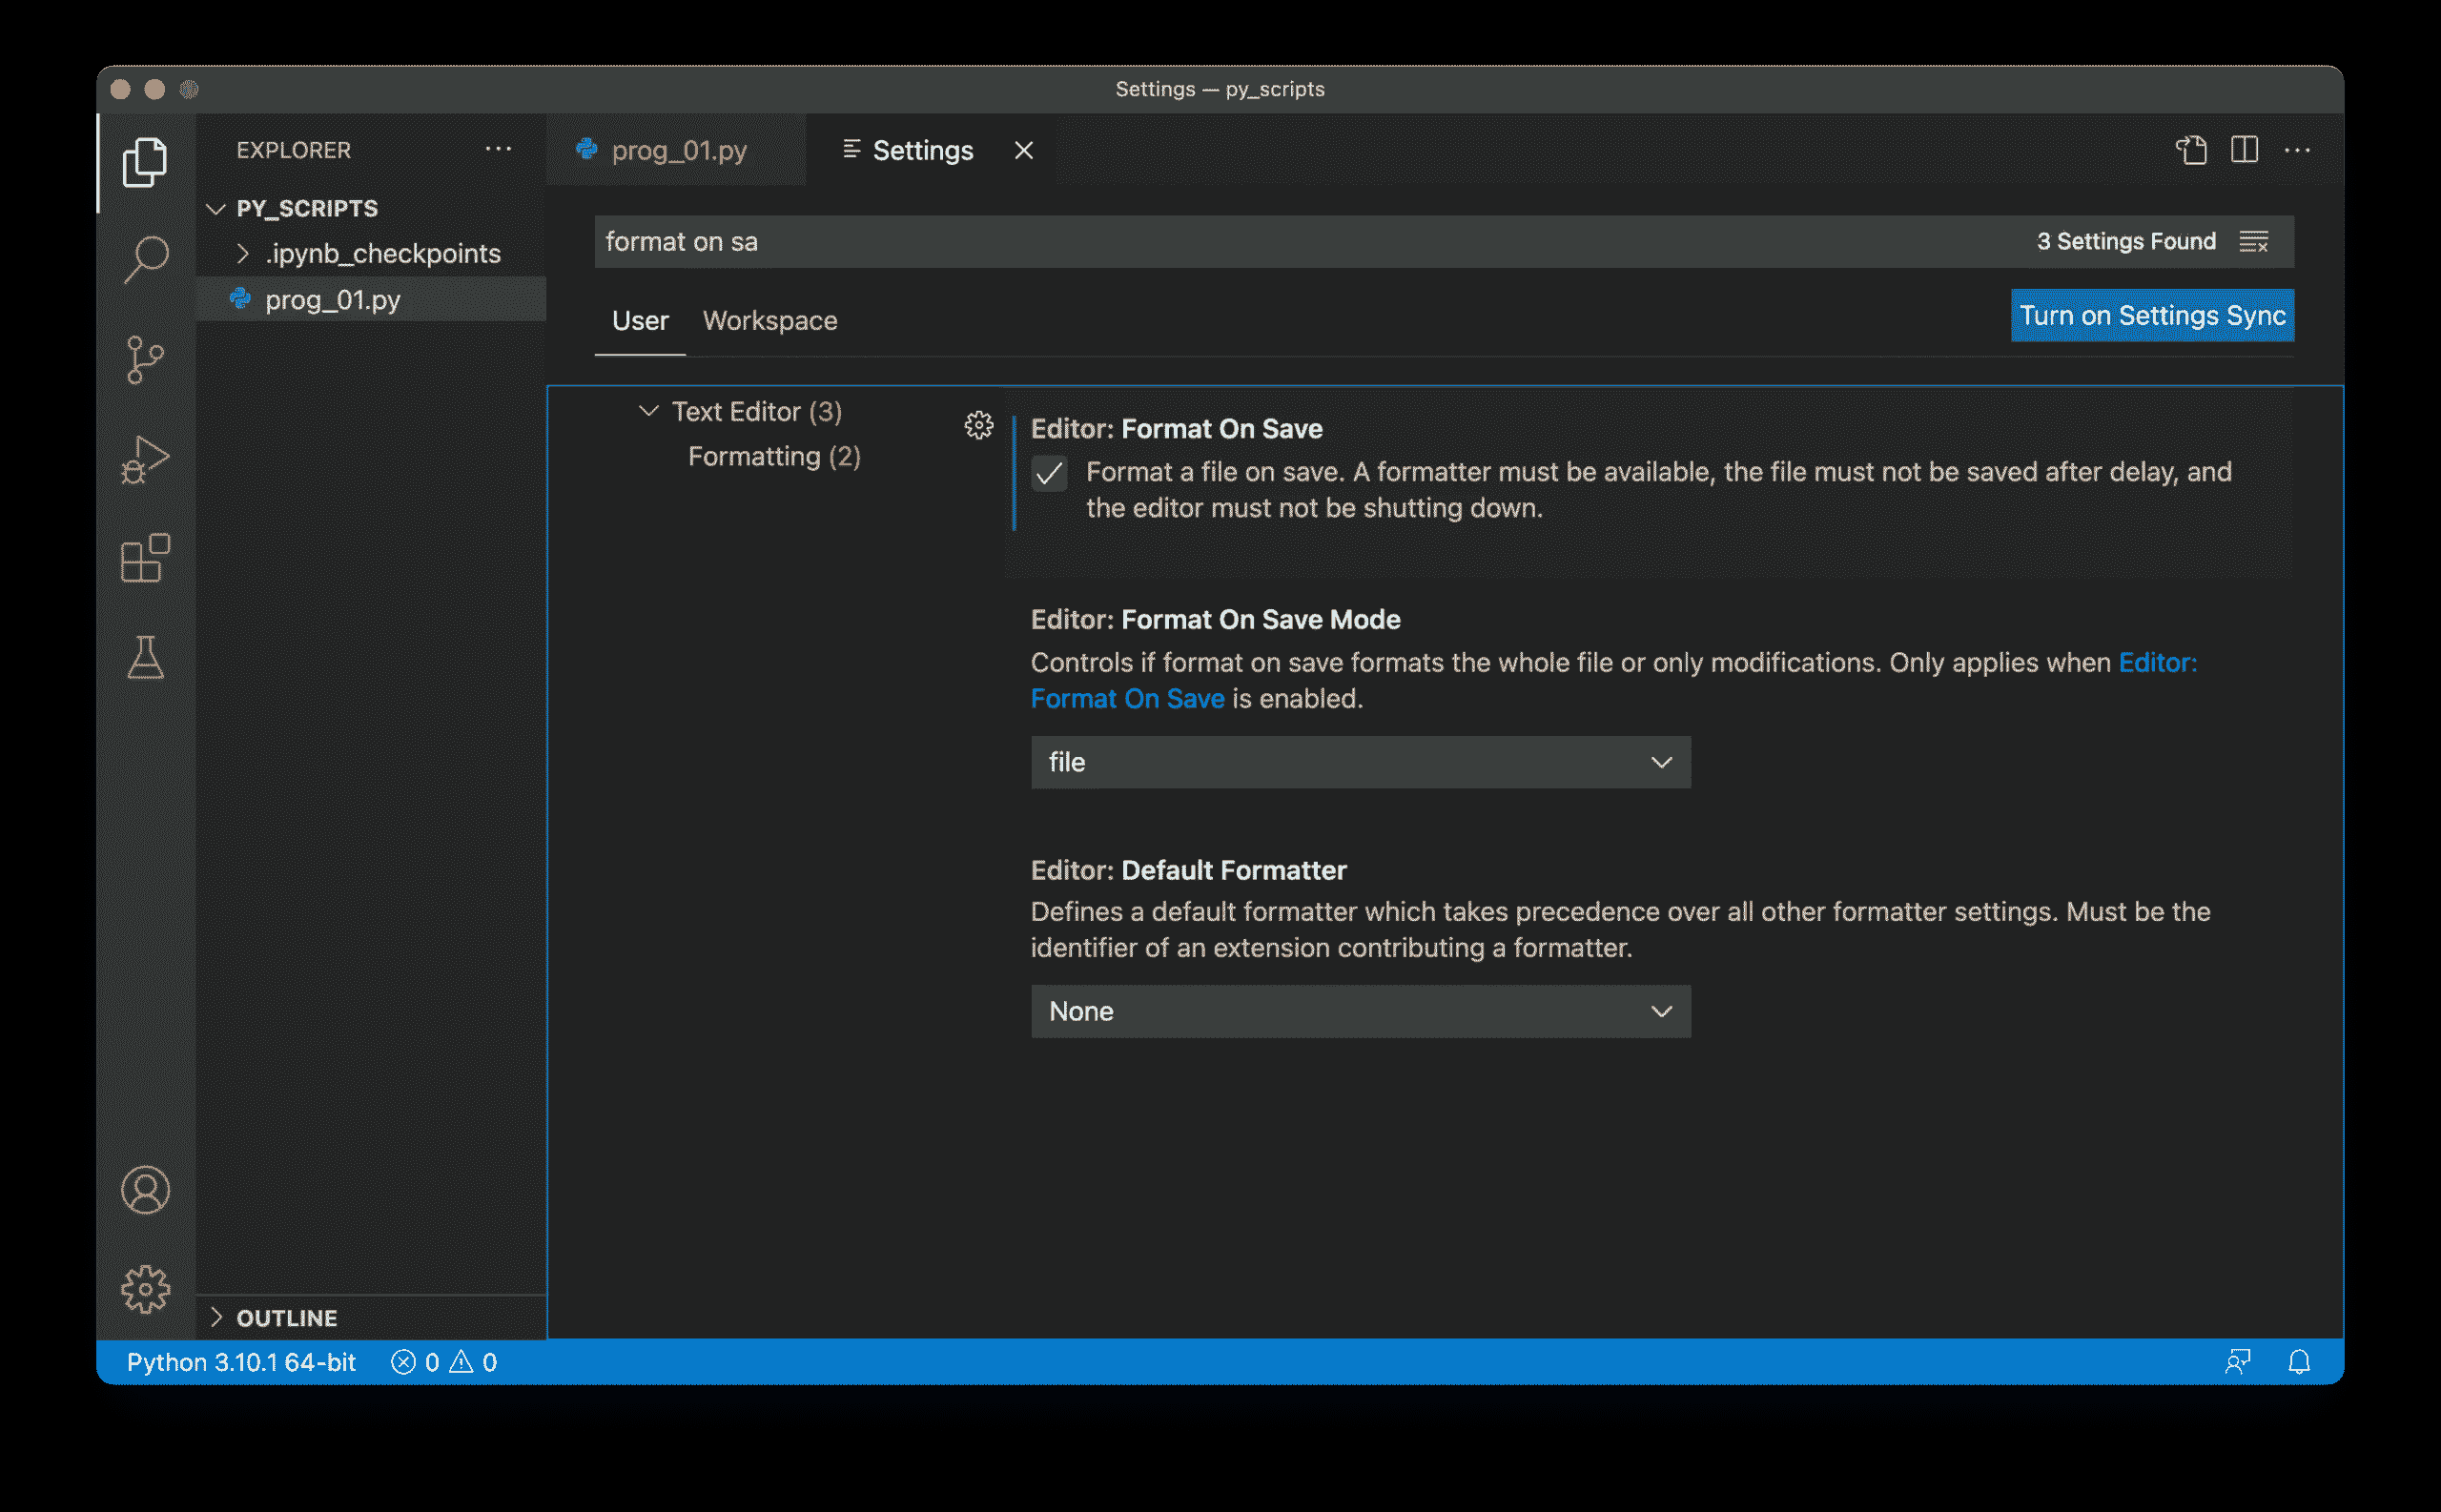 Settings — py_scripts
EXPLORER
PY_SCRIPTS
.ipynb_checkpoints
prog_01.py
OUTLINE
prog_01.py
Settings
format on sa
3 Settings Found
User
Workspace
Turn on Settings Sync
Text Editor (3)
Formatting (2)
Editor: Format On Save
Format a file on save. A formatter must be available, the file must not be saved after delay, and
the editor must not be shutting down.
Editor: Format On Save Mode
Controls if format on save formats the whole file or only modifications. Only applies when Editor:
Format On Save is enabled.
file
Editor: Default Formatter
Defines a default formatter which takes precedence over all other formatter settings. Must be the
identifier of an extension contributing a formatter.
None
Python 3.10.1 64-bit
0
0